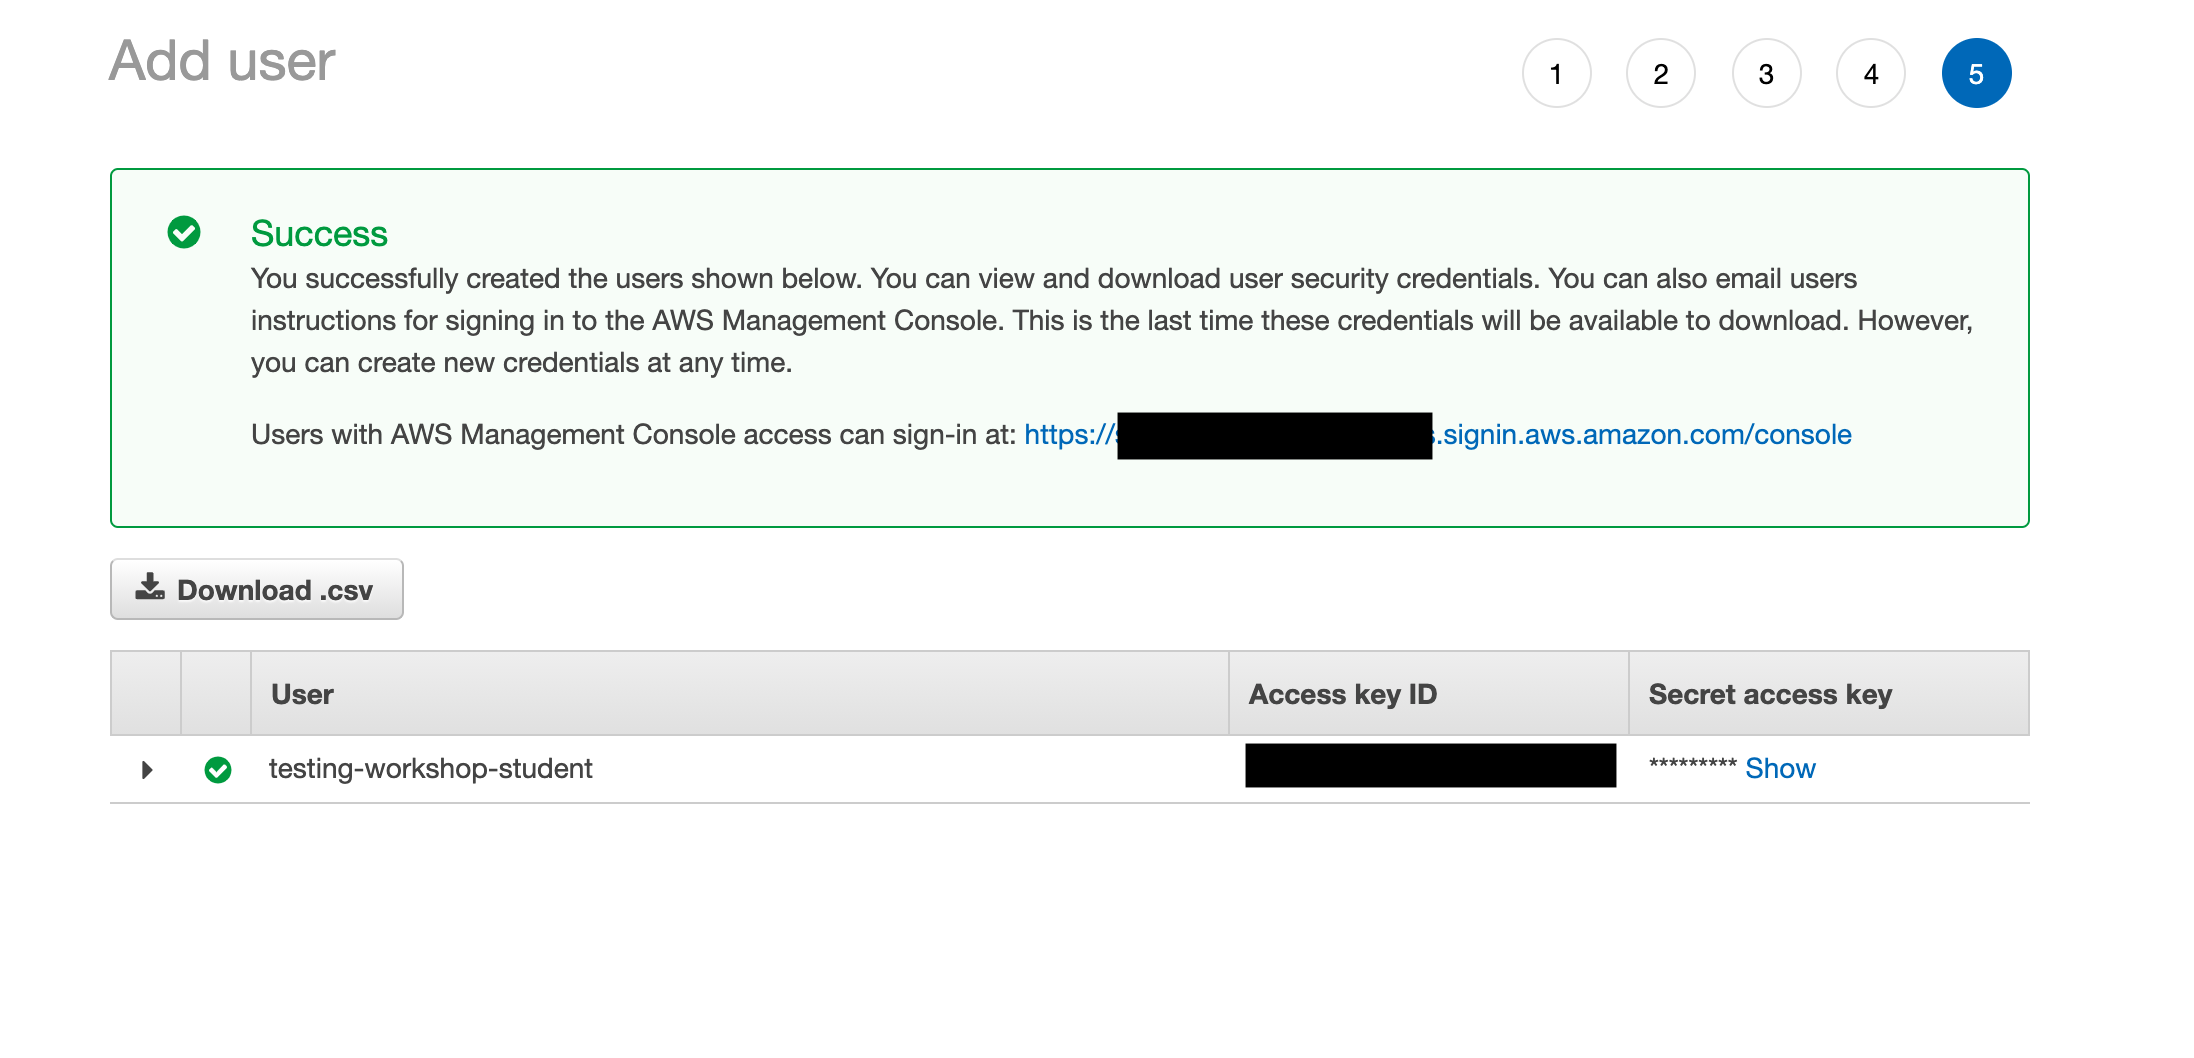 Add user
1 2 3 4 5
Success
You successfully created the users shown below. You can view and download user security credentials. You can also email users
instructions for signing in to the AWS Management Console. This is the last time these credentials will be available to download. However,
you can create new credentials at any time.
Users with AWS Management Console access can sign-in at: https:// .signin.aws.amazon.com/console
Download .csv
User Access key ID Secret access key
testing-workshop-student ********* Show